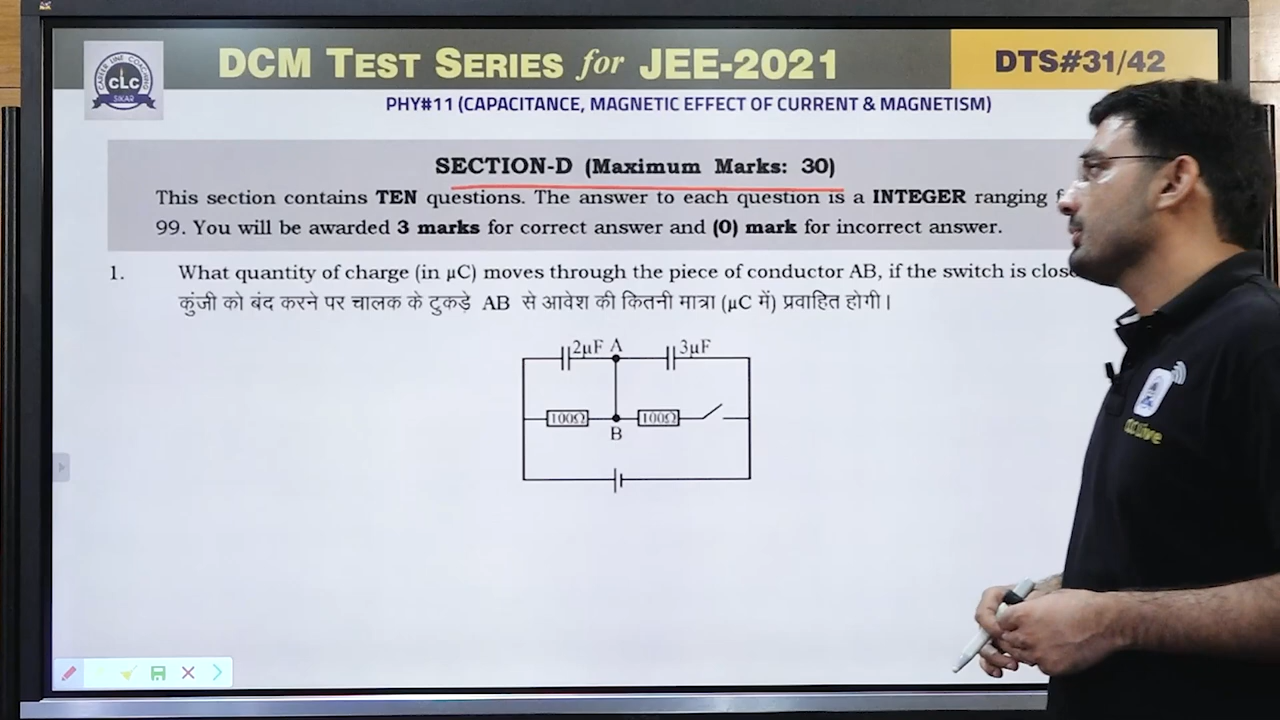 DCM TEST SERIES for JEE-2021
DTS#31/42
CAREER LINE COACHING
CLC
SIKAR
PHY#11 (CAPACITANCE, MAGNETIC EFFECT OF CURRENT & MAGNETISM)
SECTION-D (Maximum Marks: 30)
This section contains TEN questions. The answer to each question is a INTEGER ranging
99. You will be awarded 3 marks for correct answer and (0) mark for incorrect answer.
1. What quantity of charge (in µC) moves through the piece of conductor AB, if the switch is
कुंजी को बंद करने पर चालक के टुकड़े AB से आवेश की कितनी मात्रा (µC में) प्रवाहित होगी।
2µF A 3µF
100Ω 100Ω
B